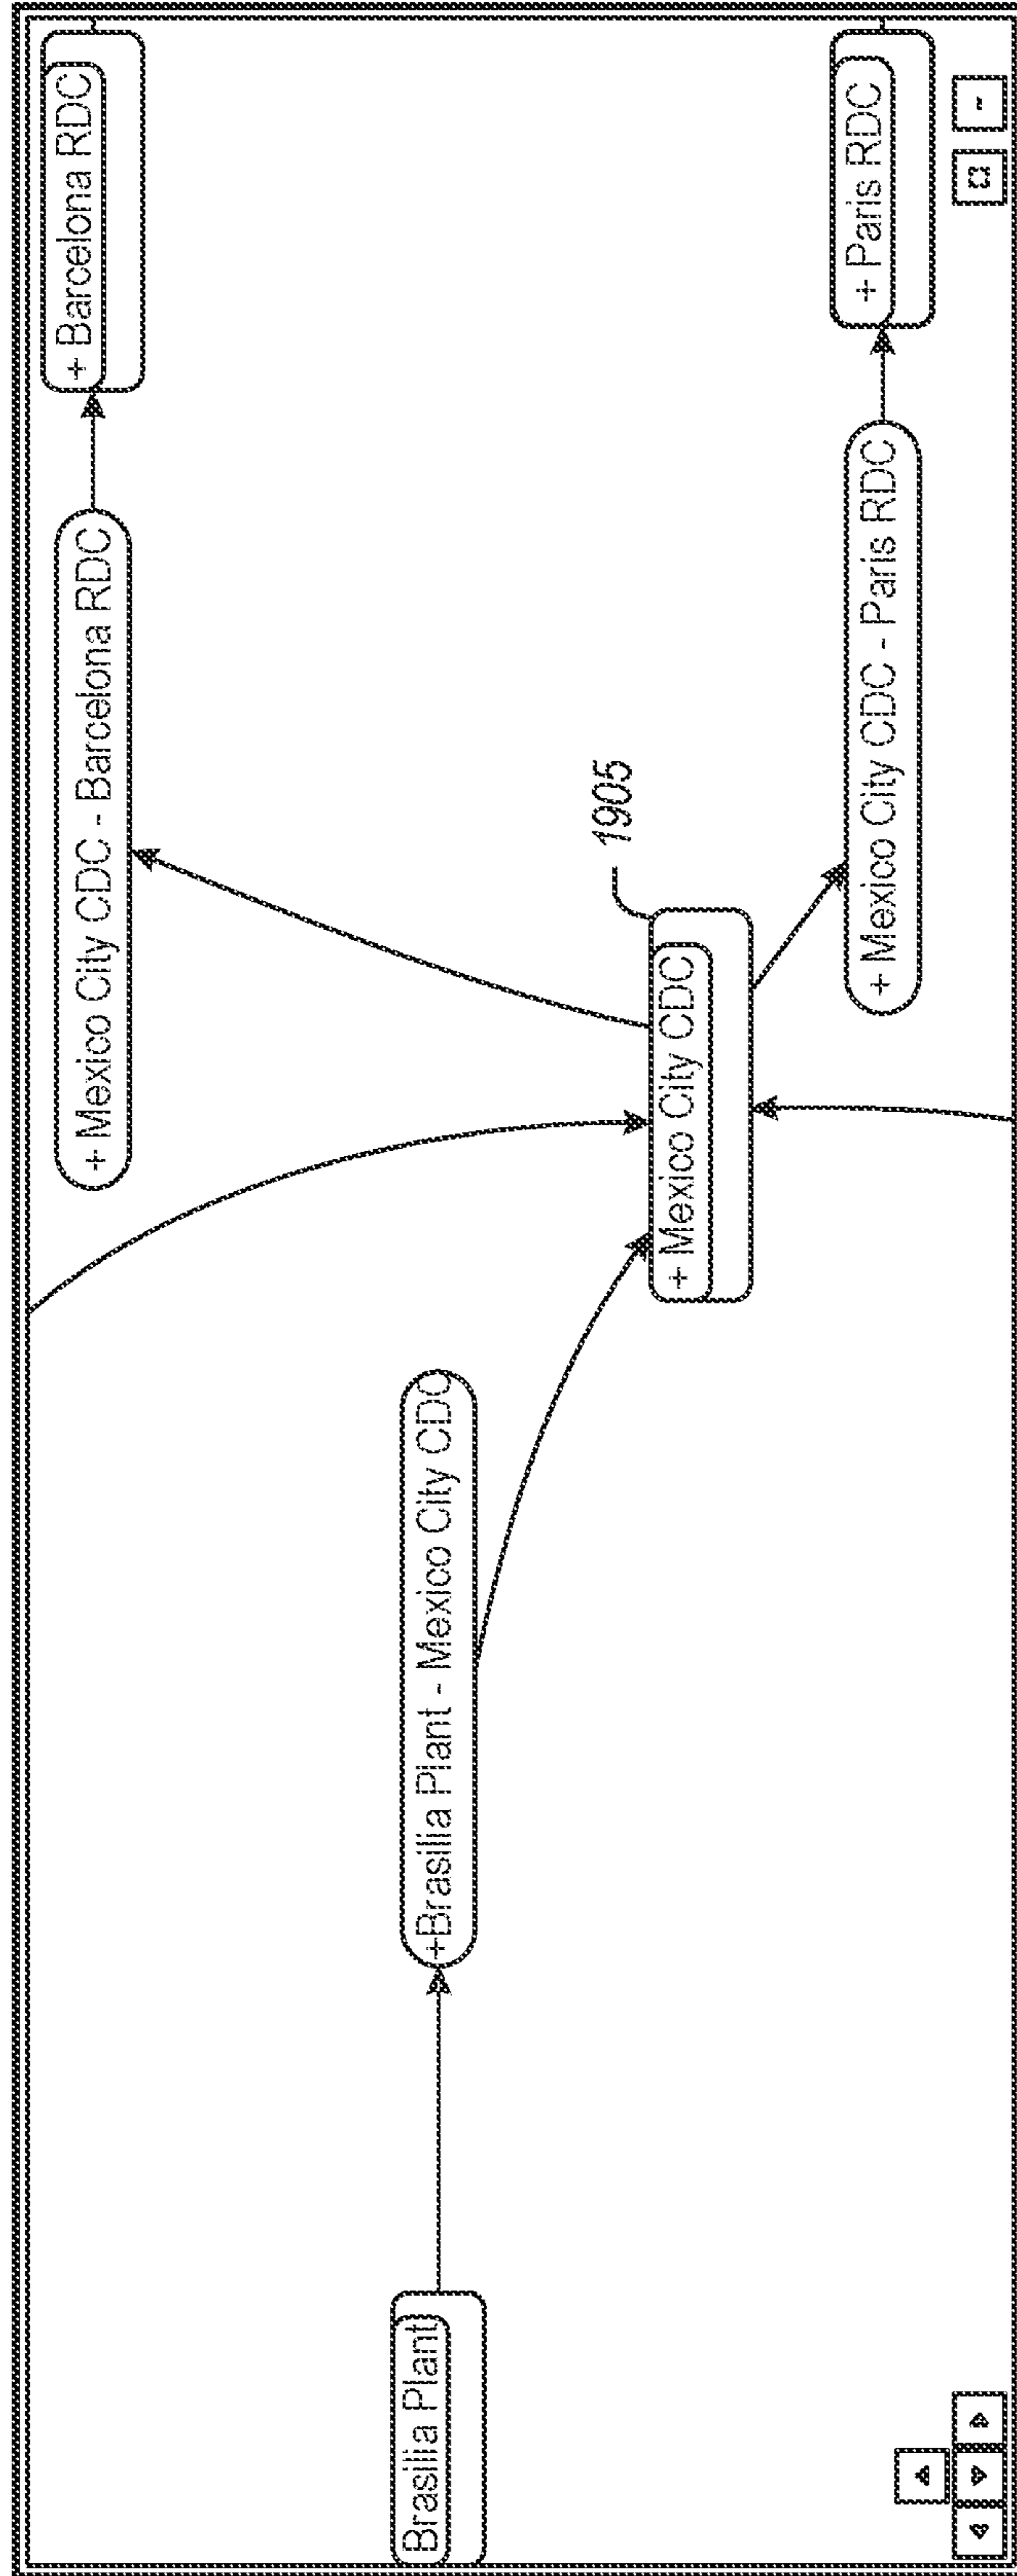 + Mexico City CDC - Barcelona RDC
+ Barcelona RDC
Brasilia Plant
+Brasilia Plant - Mexico City CDC
1905
+ Mexico City CDC
+ Mexico City CDC - Paris RDC
+ Paris RDC